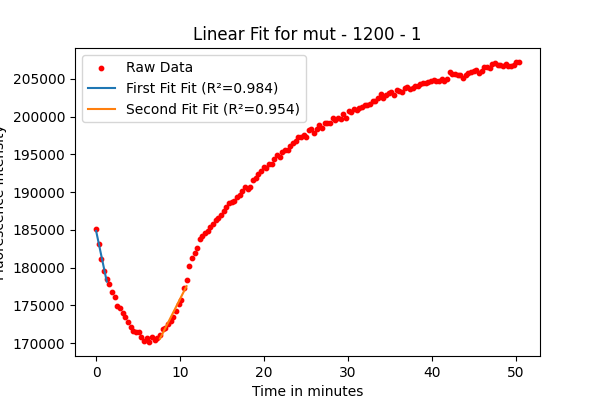 Linear Fit for mut - 1200 - 1
Raw Data
First Fit Fit (R²=0.984)
Second Fit Fit (R²=0.954)
205000
200000
195000
190000
185000
180000
175000
170000
0 10 20 30 40 50
Time in minutes